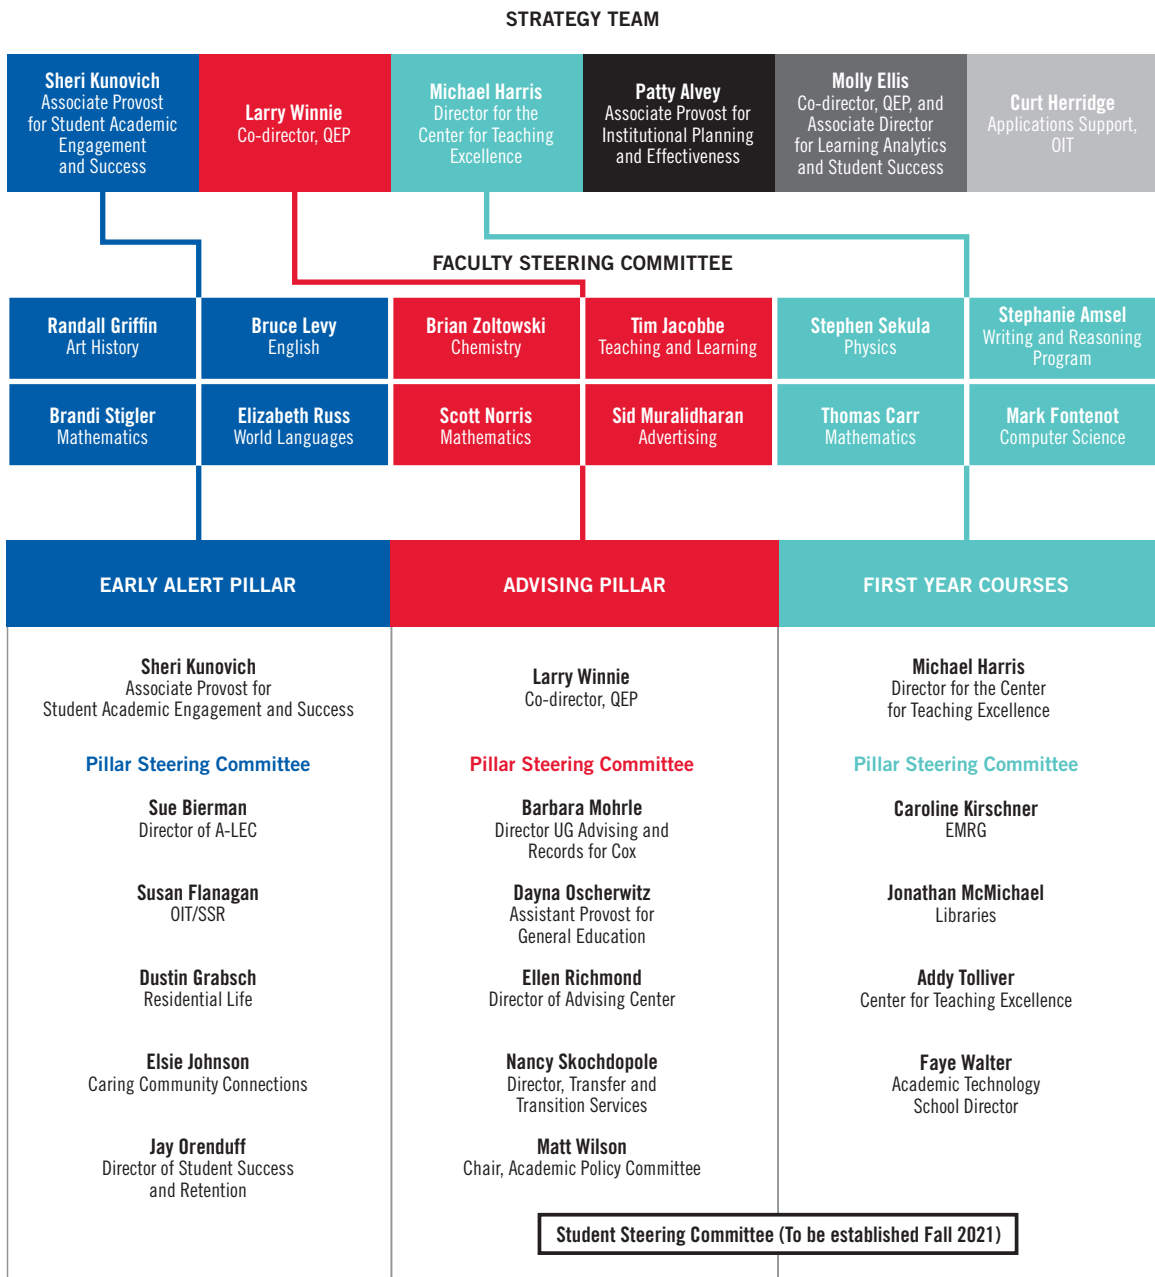 STRATEGY TEAM
Sheri Kunovich
Associate Provost
for Student Academic
Engagement
and Success
Larry Winnie
Co-director, QEP
Michael Harris
Director for the
Center for Teaching
Excellence
Patty Alvey
Associate Provost for
Institutional Planning
and Effectiveness
Molly Ellis
Co-director, QEP, and
Associate Director
for Learning Analytics
and Student Success
Curt Herridge
Applications Support,
OIT
FACULTY STEERING COMMITTEE
Randall Griffin
Art History
Bruce Levy
English
Brian Zoltowski
Chemistry
Tim Jacobbe
Teaching and Learning
Stephen Sekula
Physics
Stephanie Amsel
Writing and Reasoning
Program
Brandi Stigler
Mathematics
Elizabeth Russ
World Languages
Scott Norris
Mathematics
Sid Muralidharan
Advertising
Thomas Carr
Mathematics
Mark Fontenot
Computer Science
EARLY ALERT PILLAR
Sheri Kunovich
Associate Provost for
Student Academic Engagement and Success
Pillar Steering Committee
Sue Bierman
Director of A-LEC
Susan Flanagan
OIT/SSR
Dustin Grabsch
Residential Life
Elsie Johnson
Caring Community Connections
Jay Orenduff
Director of Student Success
and Retention
ADVISING PILLAR
Larry Winnie
Co-director, QEP
Pillar Steering Committee
Barbara Mohrle
Director UG Advising and
Records for Cox
Dayna Oscherwitz
Assistant Provost for
General Education
Ellen Richmond
Director of Advising Center
Nancy Skochdopole
Director, Transfer and
Transition Services
Matt Wilson
Chair, Academic Policy Committee
FIRST YEAR COURSES
Michael Harris
Director for the Center
for Teaching Excellence
Pillar Steering Committee
Caroline Kirschner
EMRG
Jonathan McMichael
Libraries
Addy Tolliver
Center for Teaching Excellence
Faye Walter
Academic Technology
School Director
Student Steering Committee (To be established Fall 2021)